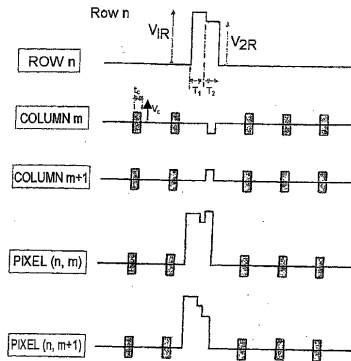 Row n
V1R
V2R
ROW n
T1 T2
tc
Vc
COLUMN m
COLUMN m+1
PIXEL (n, m)
PIXEL (n, m+1)